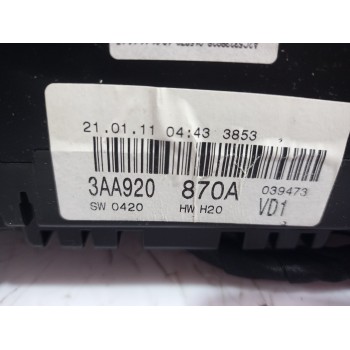 21.01.11 04:43 3853
3AA920 870A 039473
SW 0420 HW H20 VD1